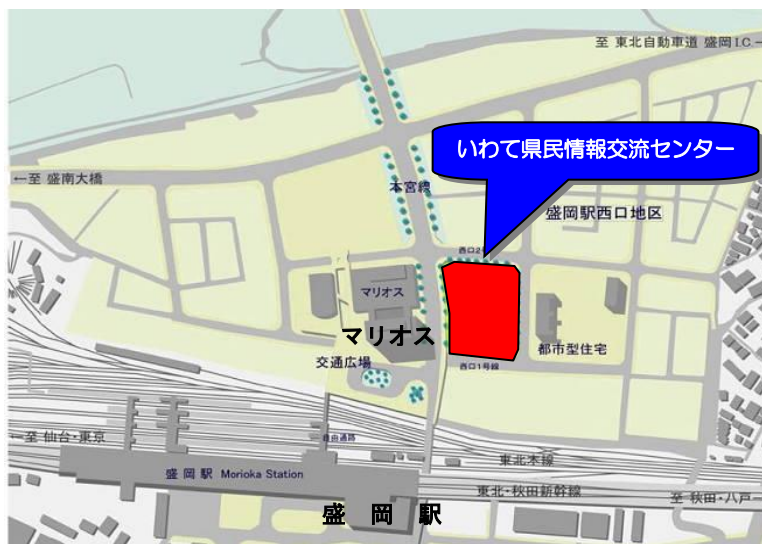 至 東北自動車道 盛岡I.C.→
いわて県民情報交流センター
←至 盛南大橋
本宮線
盛岡駅西口地区
西口2号
マリオス
マリオス
都市型住宅
交通広場
西口1号線
←至 仙台・東京
自由通路
東北本線
盛岡駅 Morioka Station
東北・秋田新幹線
至 秋田・八戸→
盛 岡 駅